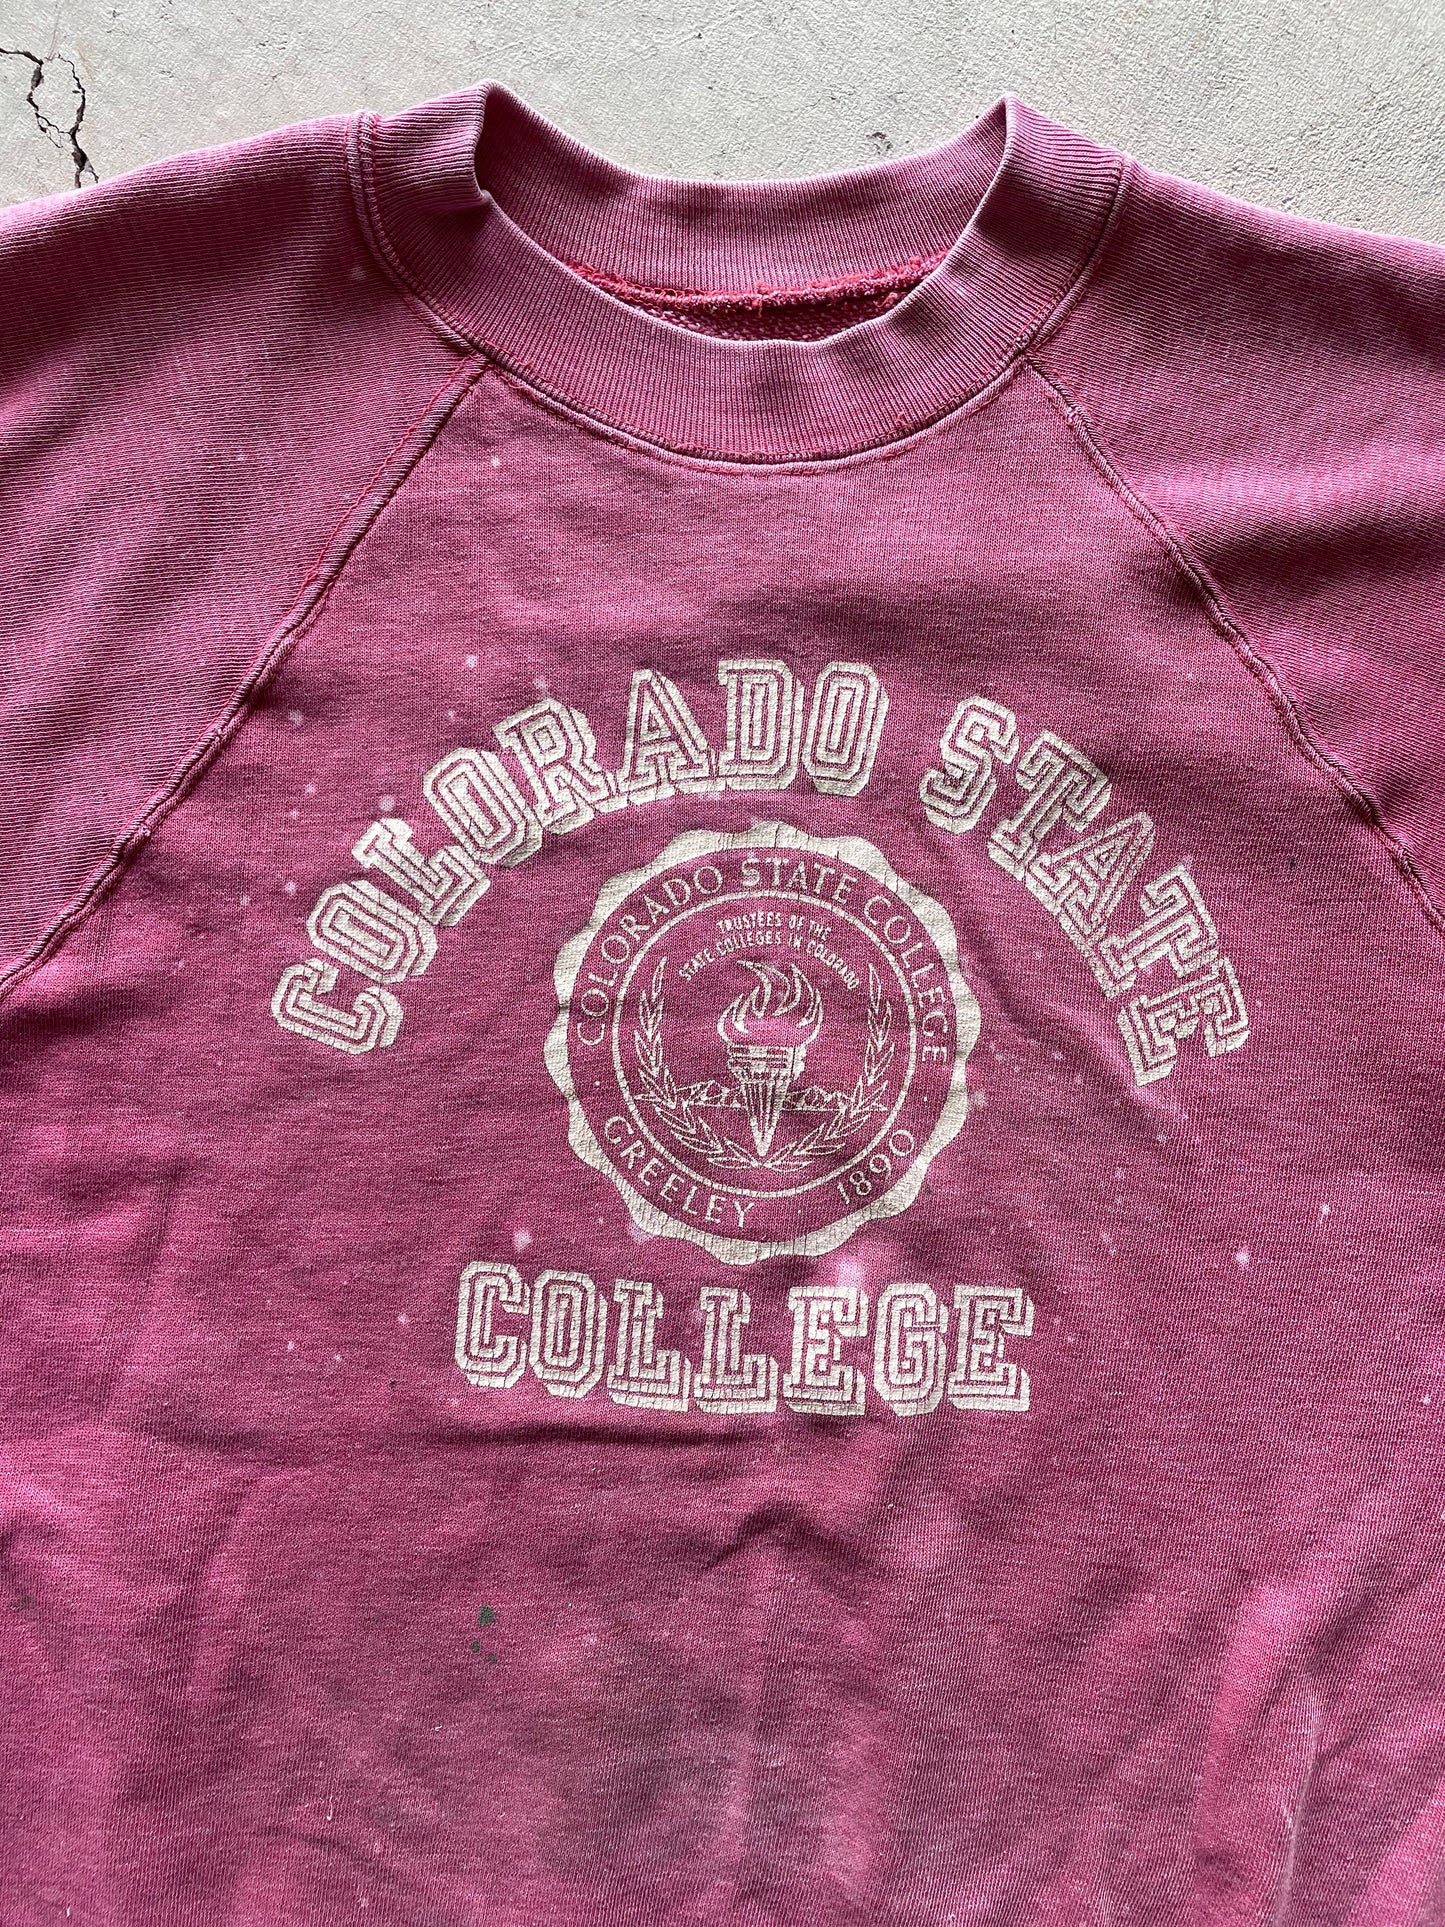 COLORADO STATE
COLORADO STATE COLLEGE
TRUSTEES OF THE
STATE COLLEGES IN COLORADO
· GREELEY · 1890 ·
COLLEGE